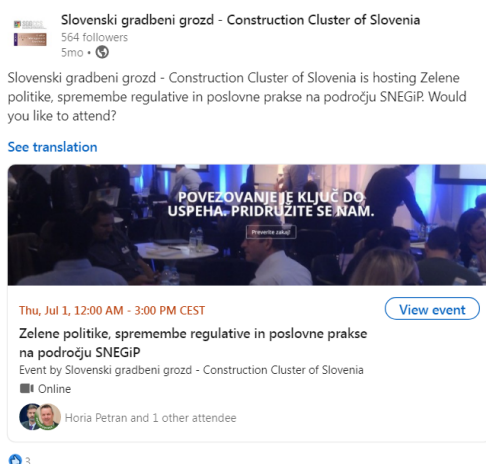 Slovenski gradbeni grozd - Construction Cluster of Slovenia
564 followers
5mo •
Slovenski gradbeni grozd - Construction Cluster of Slovenia is hosting Zelene
politike, spremembe regulative in poslovne prakse na področju SNEGiP. Would
you like to attend?
See translation
POVEZOVANJE JE KLJUČ DO
USPEHA. PRIDRUŽITE SE NAM.
Preverite zakaj!
Thu, Jul 1, 12:00 AM - 3:00 PM CEST
View event
Zelene politike, spremembe regulative in poslovne prakse
na področju SNEGiP
Event by Slovenski gradbeni grozd - Construction Cluster of Slovenia
Online
Horia Petran and 1 other attendee
3